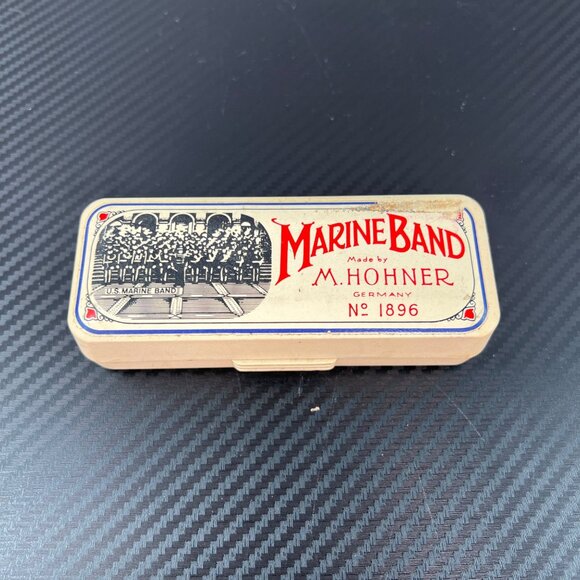 U.S. MARINE BAND
MARINE BAND
Made by
M. HOHNER
GERMANY
Nº 1896